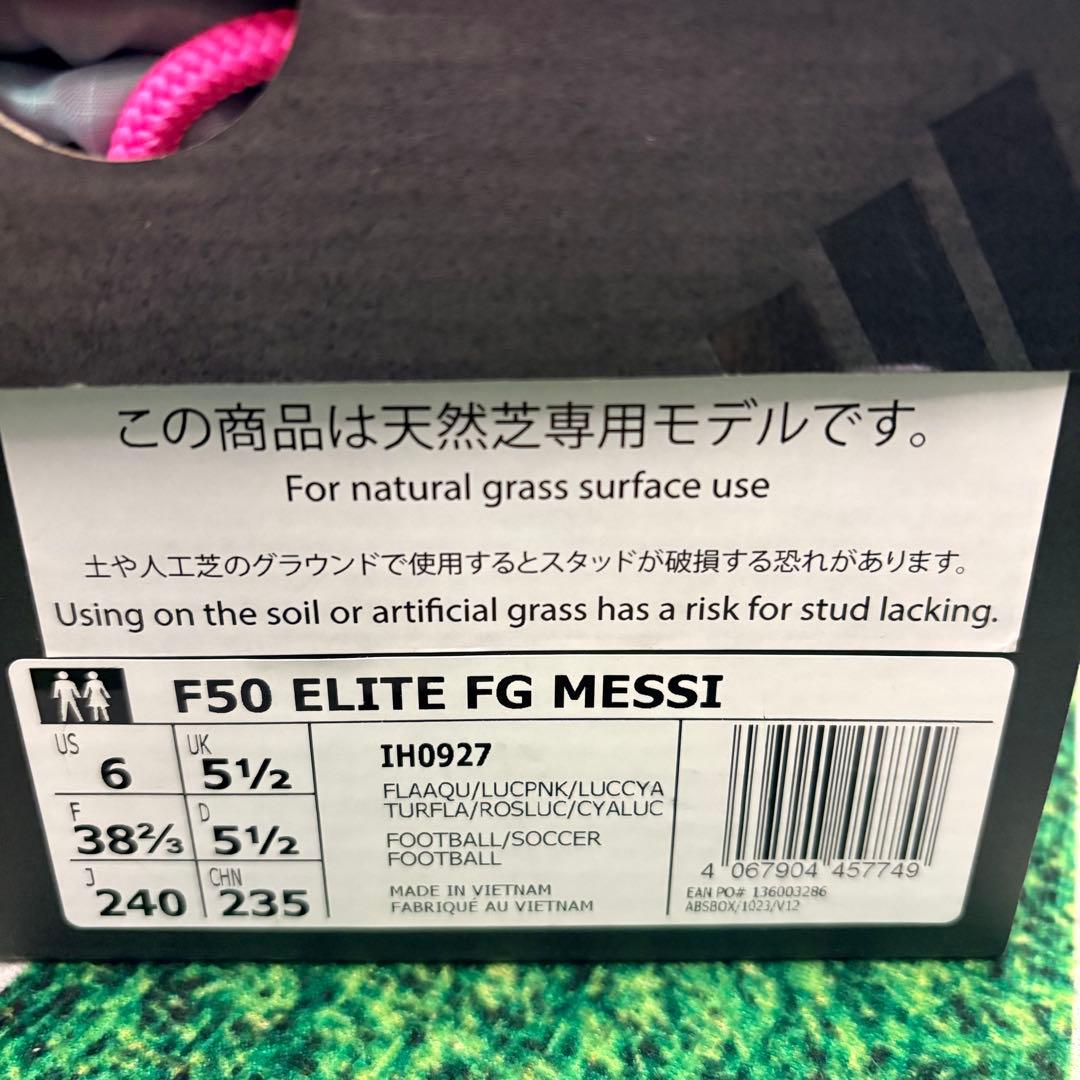 この商品は天然芝専用モデルです。
For natural grass surface use
土や人工芝のグラウンドで使用するとスタッドが破損する恐れがあります。
Using on the soil or artificial grass has a risk for stud lacking.
F50 ELITE FG MESSI
US
6
UK
5½
F
38⅔
D
5½
J
240
CHN
235
IH0927
FLAAQU/LUCPNK/LUCCYA
TURFLA/ROSLUC/CYALUC
FOOTBALL/SOCCER
FOOTBALL
MADE IN VIETNAM
FABRIQUÉ AU VIETNAM
4 067904 457749
EAN PO# 136003286
ABSBOX/1023/V12